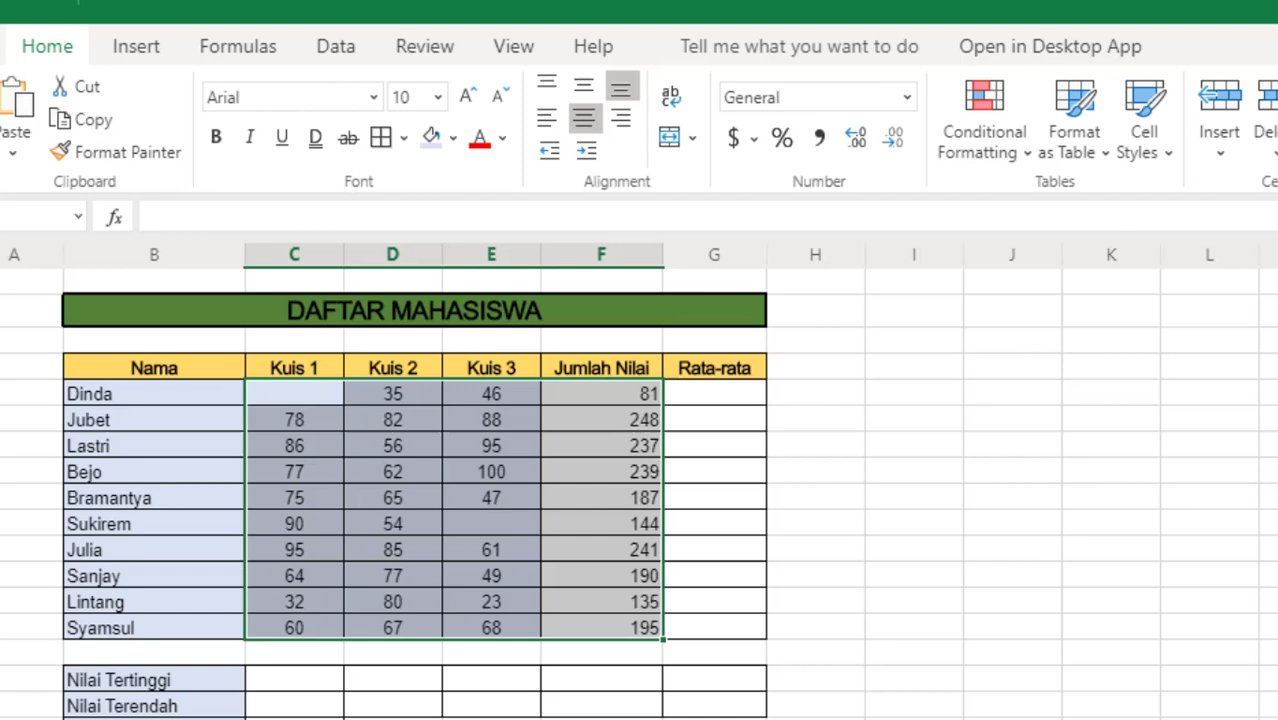 Home Insert Formulas Data Review View Help Tell me what you want to do Open in Desktop App
Cut
Copy
Format Painter
Clipboard
Arial 10
B I U D ab A
Font
ab
Alignment
General
$ % , .00
Number
Conditional Formatting
Format as Table
Cell Styles
Tables
Insert
fx
A B C D E F G H I J K L
DAFTAR MAHASISWA
Nama Kuis 1 Kuis 2 Kuis 3 Jumlah Nilai Rata-rata
Dinda 35 46 81
Jubet 78 82 88 248
Lastri 86 56 95 237
Bejo 77 62 100 239
Bramantya 75 65 47 187
Sukirem 90 54 144
Julia 95 85 61 241
Sanjay 64 77 49 190
Lintang 32 80 23 135
Syamsul 60 67 68 195
Nilai Tertinggi
Nilai Terendah